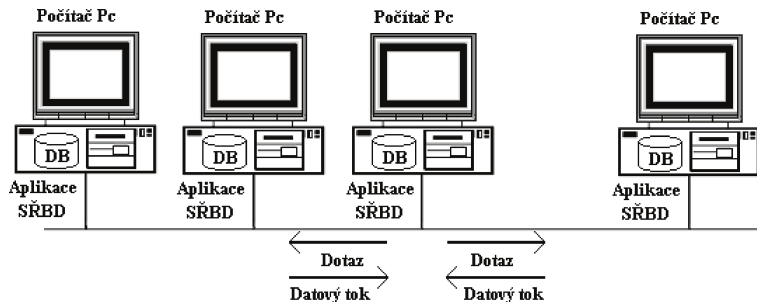 Počítač Pc
Počítač Pc
Počítač Pc
Počítač Pc
DB
DB
DB
DB
Aplikace
SŘBD
Aplikace
SŘBD
Aplikace
SŘBD
Aplikace
SŘBD
Dotaz
Dotaz
Datový tok
Datový tok